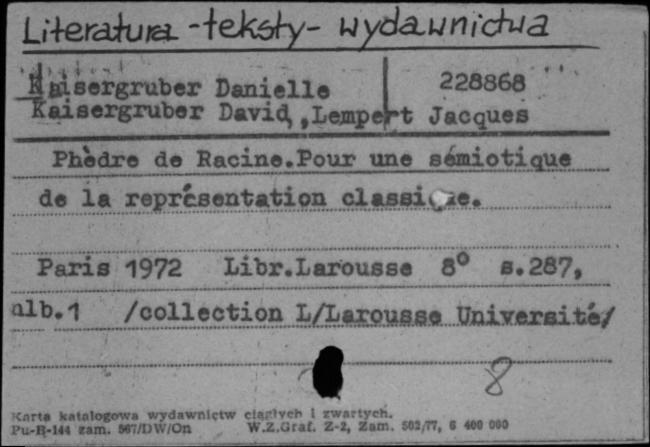 Literatura - teksty - wydawnictwa
Kaisergruber Danielle 228868
Kaisergruber David, Lempert Jacques
Phèdre de Racine.Pour une sémiotique
de la représentation classique.
Paris 1972 Libr.Larousse 8° s.287,
nlb.1 /collection L/Larousse Université/
8
Karta katalogowa wydawnictw ciągłych i zwartych.
Pu-B-144 zam. 567/DW/On W.Z.Graf. Z-2, Zam. 502/77, 6 400 000